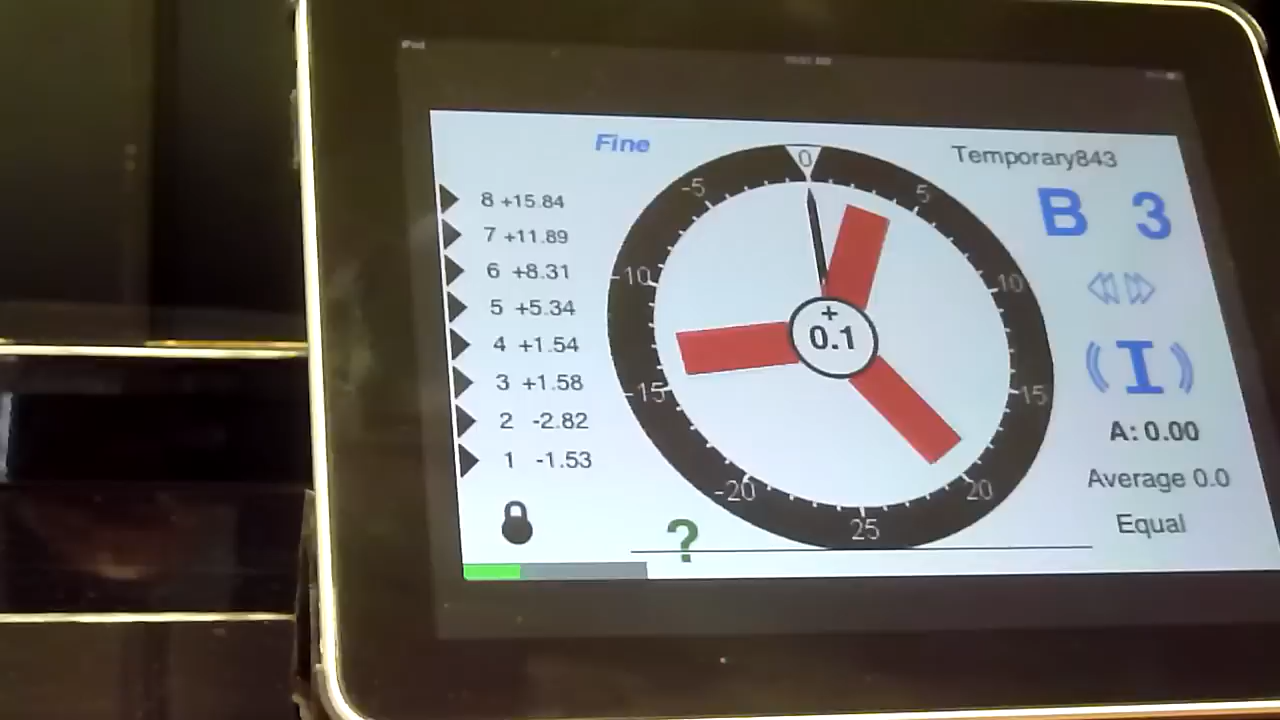 iPad
Fine
Temporary843
8 +15.84
7 +11.89
6 +8.31
5 +5.34
4 +1.54
3 +1.58
2 -2.82
1 -1.53
0
-5
5
-10
10
-15
15
-20
20
25
+
0.1
B 3
(I)
A: 0.00
Average 0.0
Equal
?